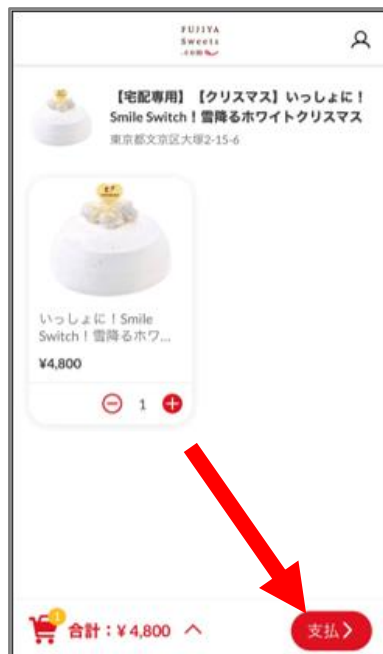 FUJIYA
Sweets
【宅配専用】【クリスマス】いっしょに！
Smile Switch！雪降るホワイトクリスマス
東京都文京区大塚2-15-6
いっしょに！Smile
Switch！雪降るホワ...
¥4,800
1
1
合計：¥4,800
支払